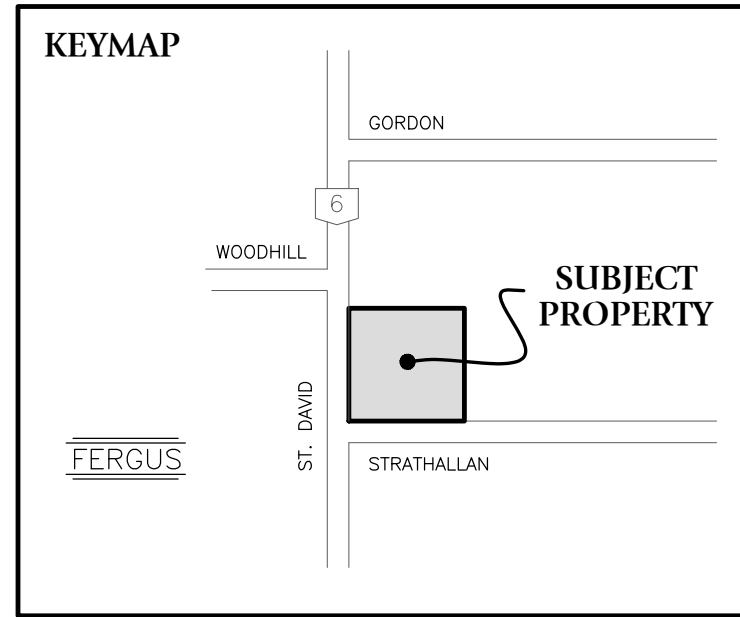 KEYMAP
GORDON
6
WOODHILL
SUBJECT
PROPERTY
ST. DAVID
FERGUS
STRATHALLAN